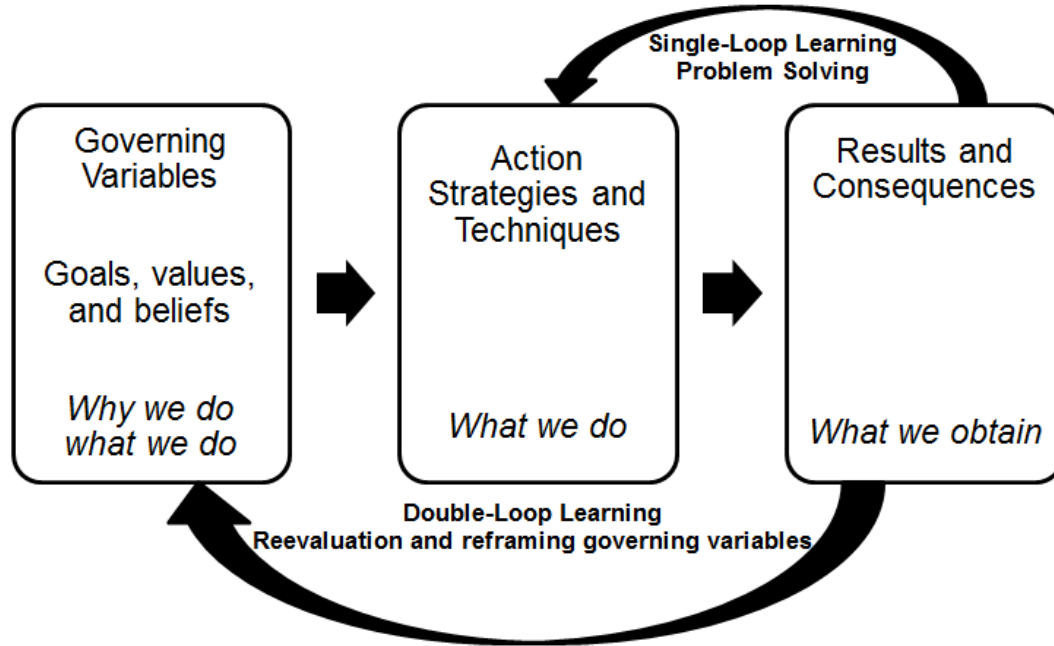 Single-Loop Learning
Problem Solving
Governing
Variables
Goals, values,
and beliefs
Why we do
what we do
Action
Strategies and
Techniques
What we do
Results and
Consequences
What we obtain
Double-Loop Learning
Reevaluation and reframing governing variables